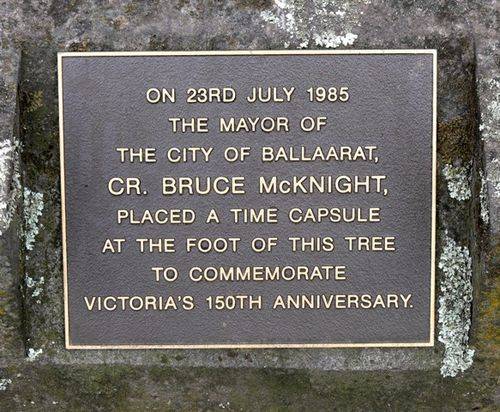 ON 23RD JULY 1985
THE MAYOR OF
THE CITY OF BALLAARAT,
CR. BRUCE McKNIGHT,
PLACED A TIME CAPSULE
AT THE FOOT OF THIS TREE
TO COMMEMORATE
VICTORIA'S 150TH ANNIVERSARY.